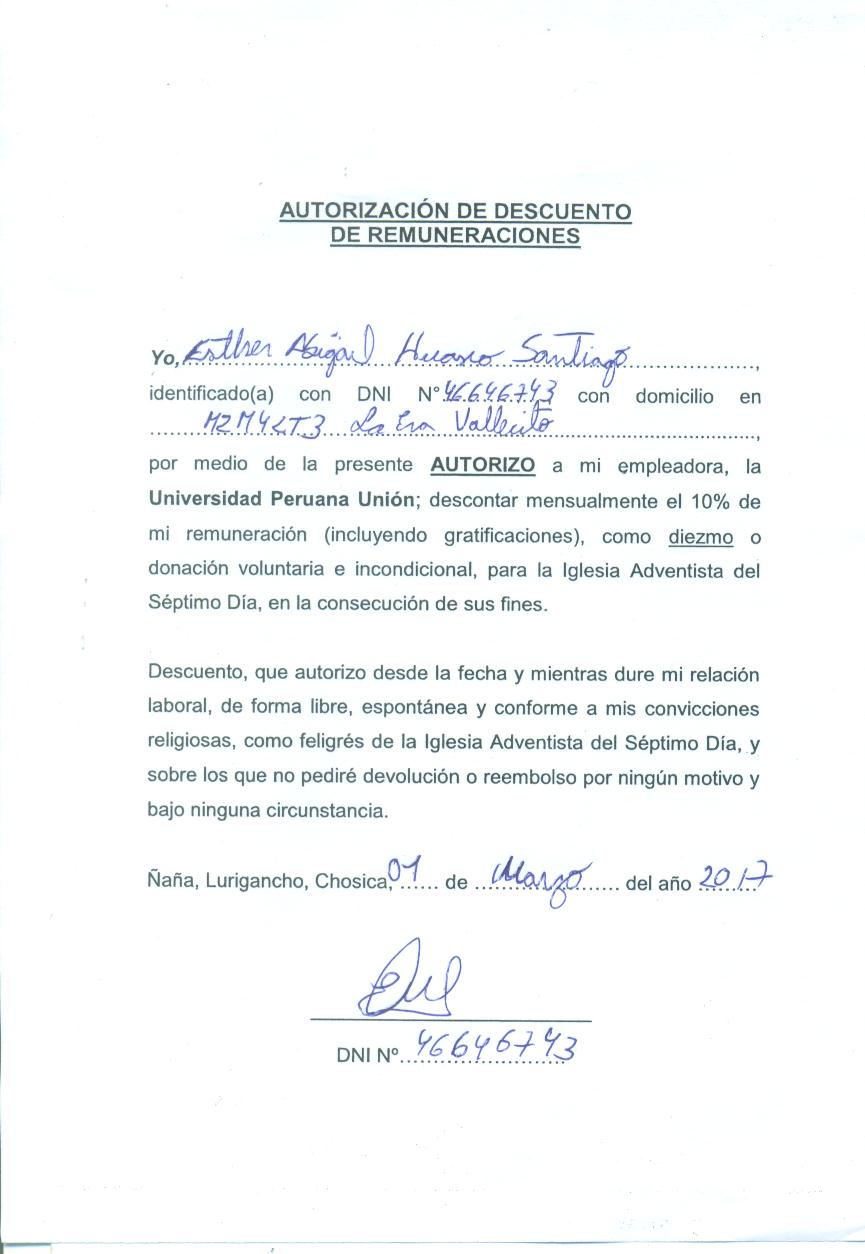 AUTORIZACIÓN DE DESCUENTO
DE REMUNERACIONES
Yo, Esther Abigail Huasco Santiago,
identificado(a) con DNI N° 46646743 con domicilio en
MZ M4 LT3 La Era Vallecito,
por medio de la presente AUTORIZO a mi empleadora, la
Universidad Peruana Unión; descontar mensualmente el 10% de
mi remuneración (incluyendo gratificaciones), como diezmo o
donación voluntaria e incondicional, para la Iglesia Adventista del
Séptimo Día, en la consecución de sus fines.
Descuento, que autorizo desde la fecha y mientras dure mi relación
laboral, de forma libre, espontánea y conforme a mis convicciones
religiosas, como feligrés de la Iglesia Adventista del Séptimo Día, y
sobre los que no pediré devolución o reembolso por ningún motivo y
bajo ninguna circunstancia.
Ñaña, Lurigancho, Chosica, 01 de Marzo del año 2017
DNI Nº 46646743